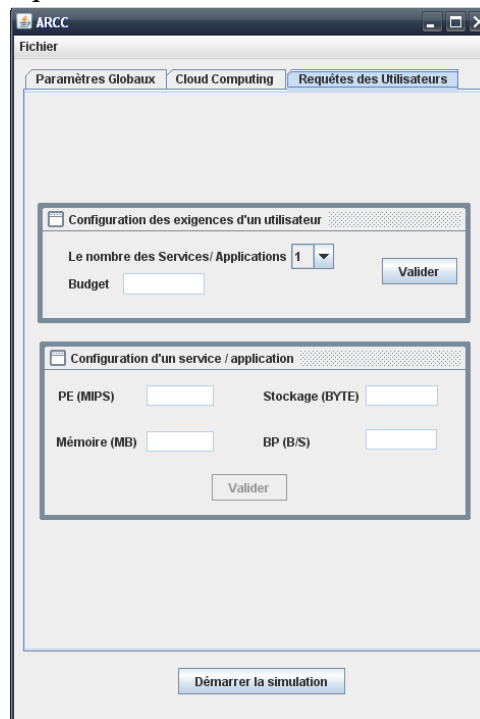 ARCC
Fichier
Paramètres Globaux Cloud Computing Requêtes des Utilisateurs
Configuration des exigences d'un utilisateur
Le nombre des Services/ Applications 1
Valider
Budget
Configuration d'un service / application
PE (MIPS) Stockage (BYTE)
Mémoire (MB) BP (B/S)
Valider
Démarrer la simulation